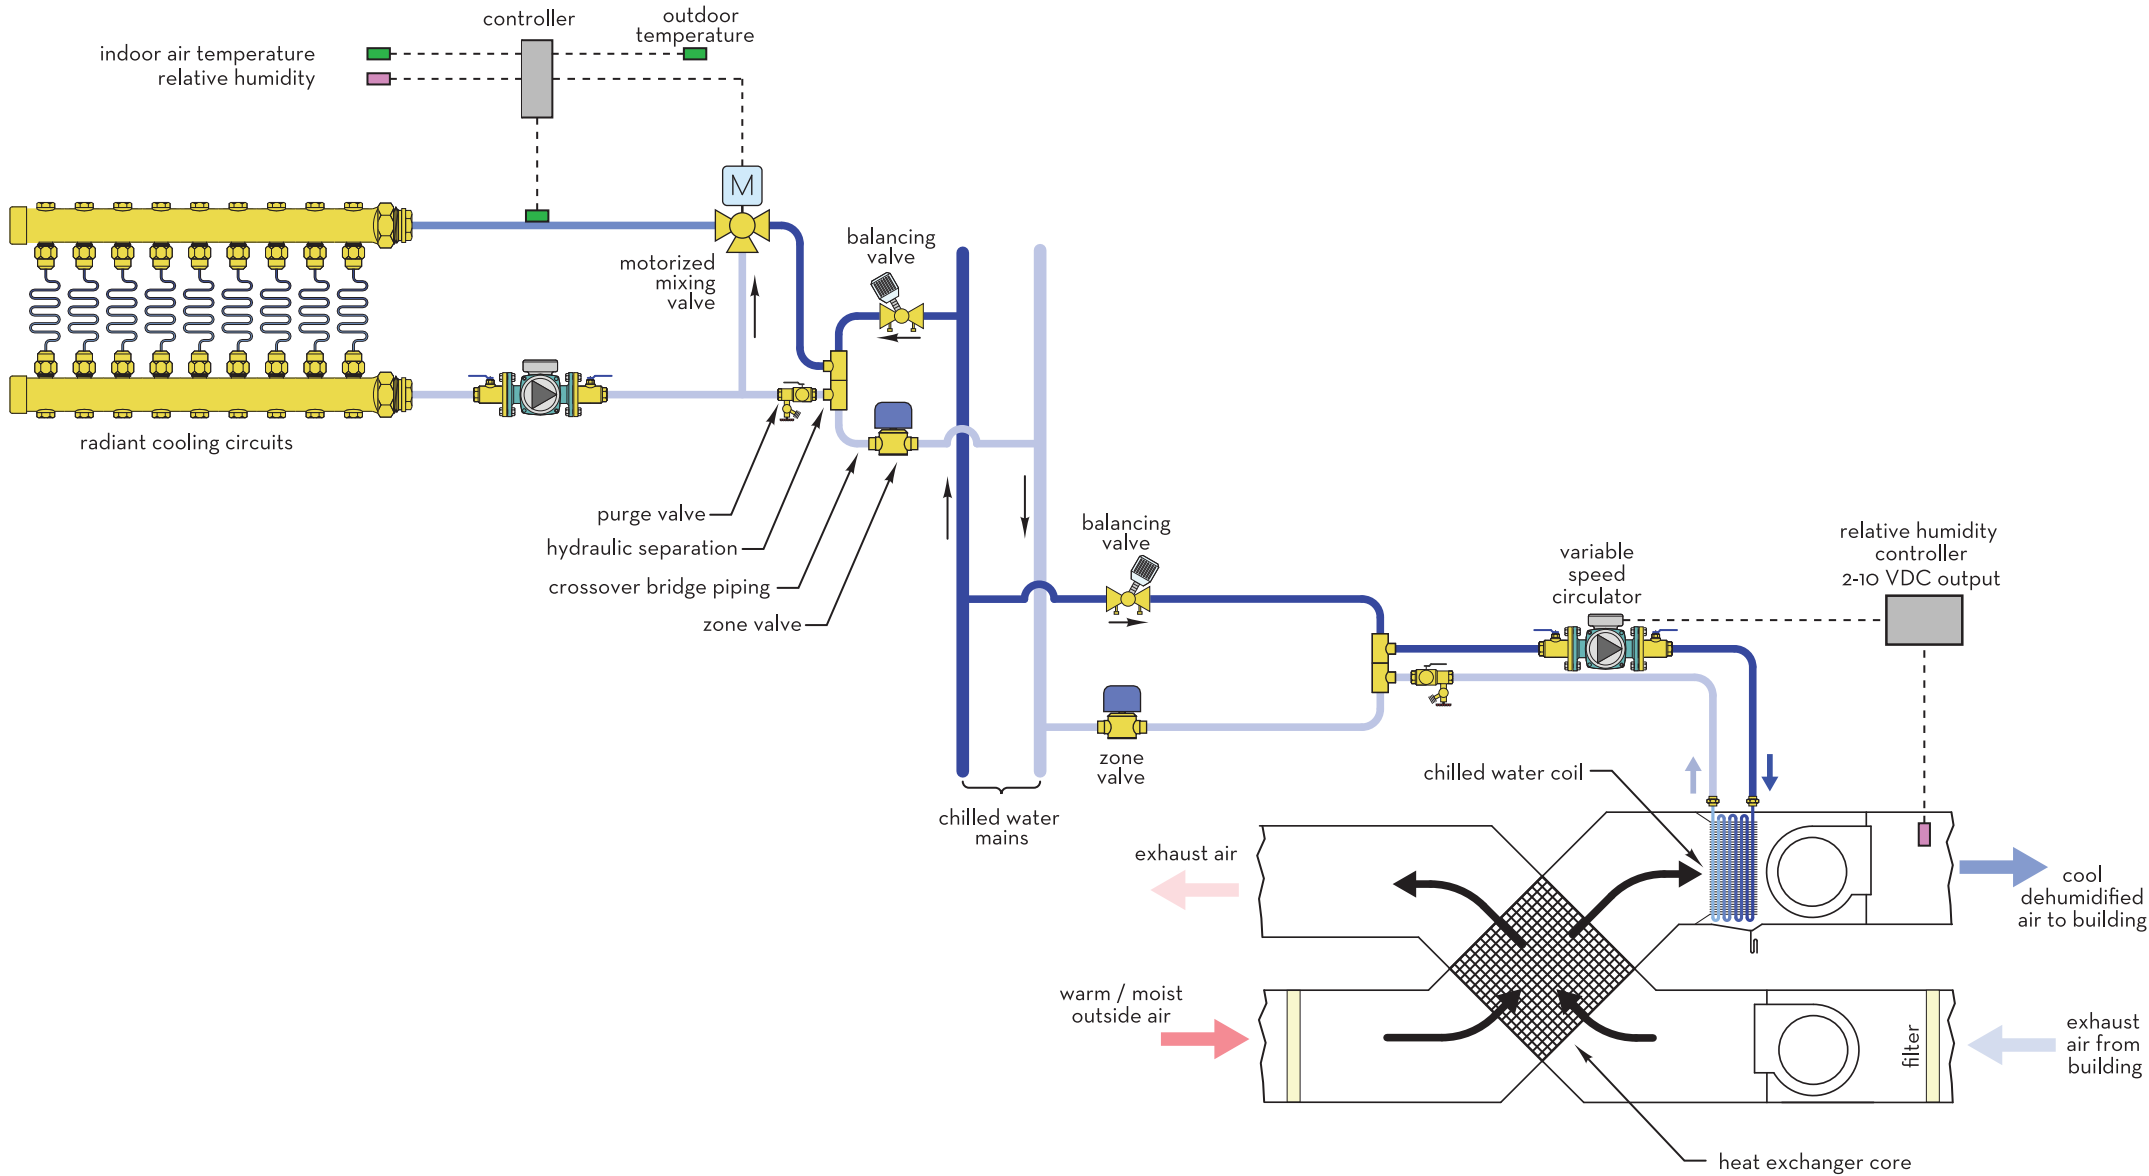 controller
outdoor
temperature
indoor air temperature
relative humidity
M
motorized
mixing
valve
balancing
valve
radiant cooling circuits
purge valve
hydraulic separation
crossover bridge piping
zone valve
balancing
valve
variable
speed
circulator
relative humidity
controller
2-10 VDC output
zone
valve
chilled water coil
chilled water
mains
exhaust air
cool
dehumidified
air to building
warm / moist
outside air
filter
exhaust
air from
building
heat exchanger core